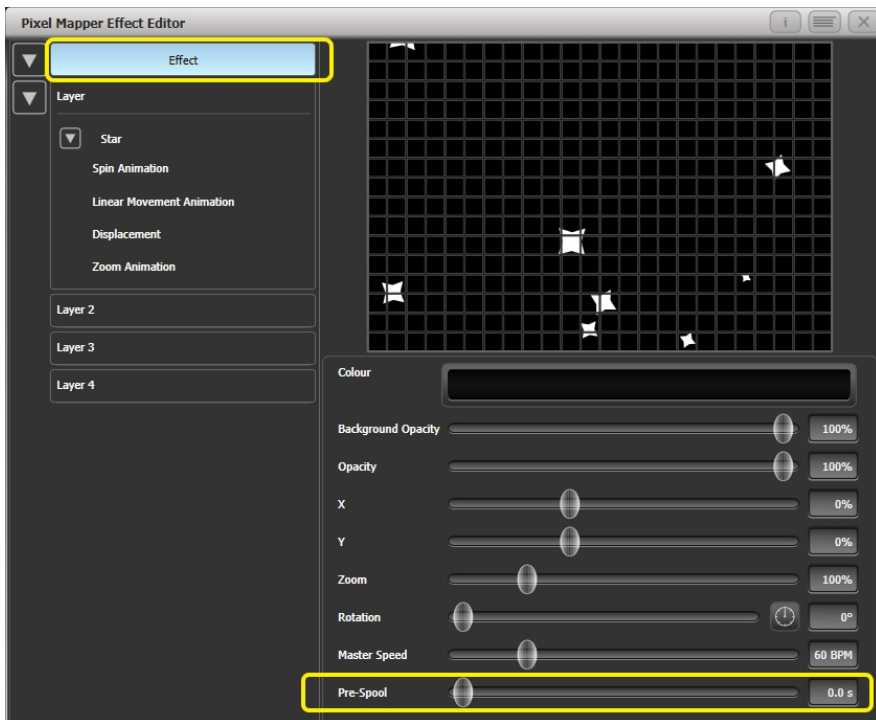 Pixel Mapper Effect Editor
i
Effect
Layer
Star
Spin Animation
Linear Movement Animation
Displacement
Zoom Animation
Layer 2
Layer 3
Layer 4
Colour
Background Opacity 100%
Opacity 100%
X 0%
Y 0%
Zoom 100%
Rotation 0°
Master Speed 60 BPM
Pre-Spool 0.0 s